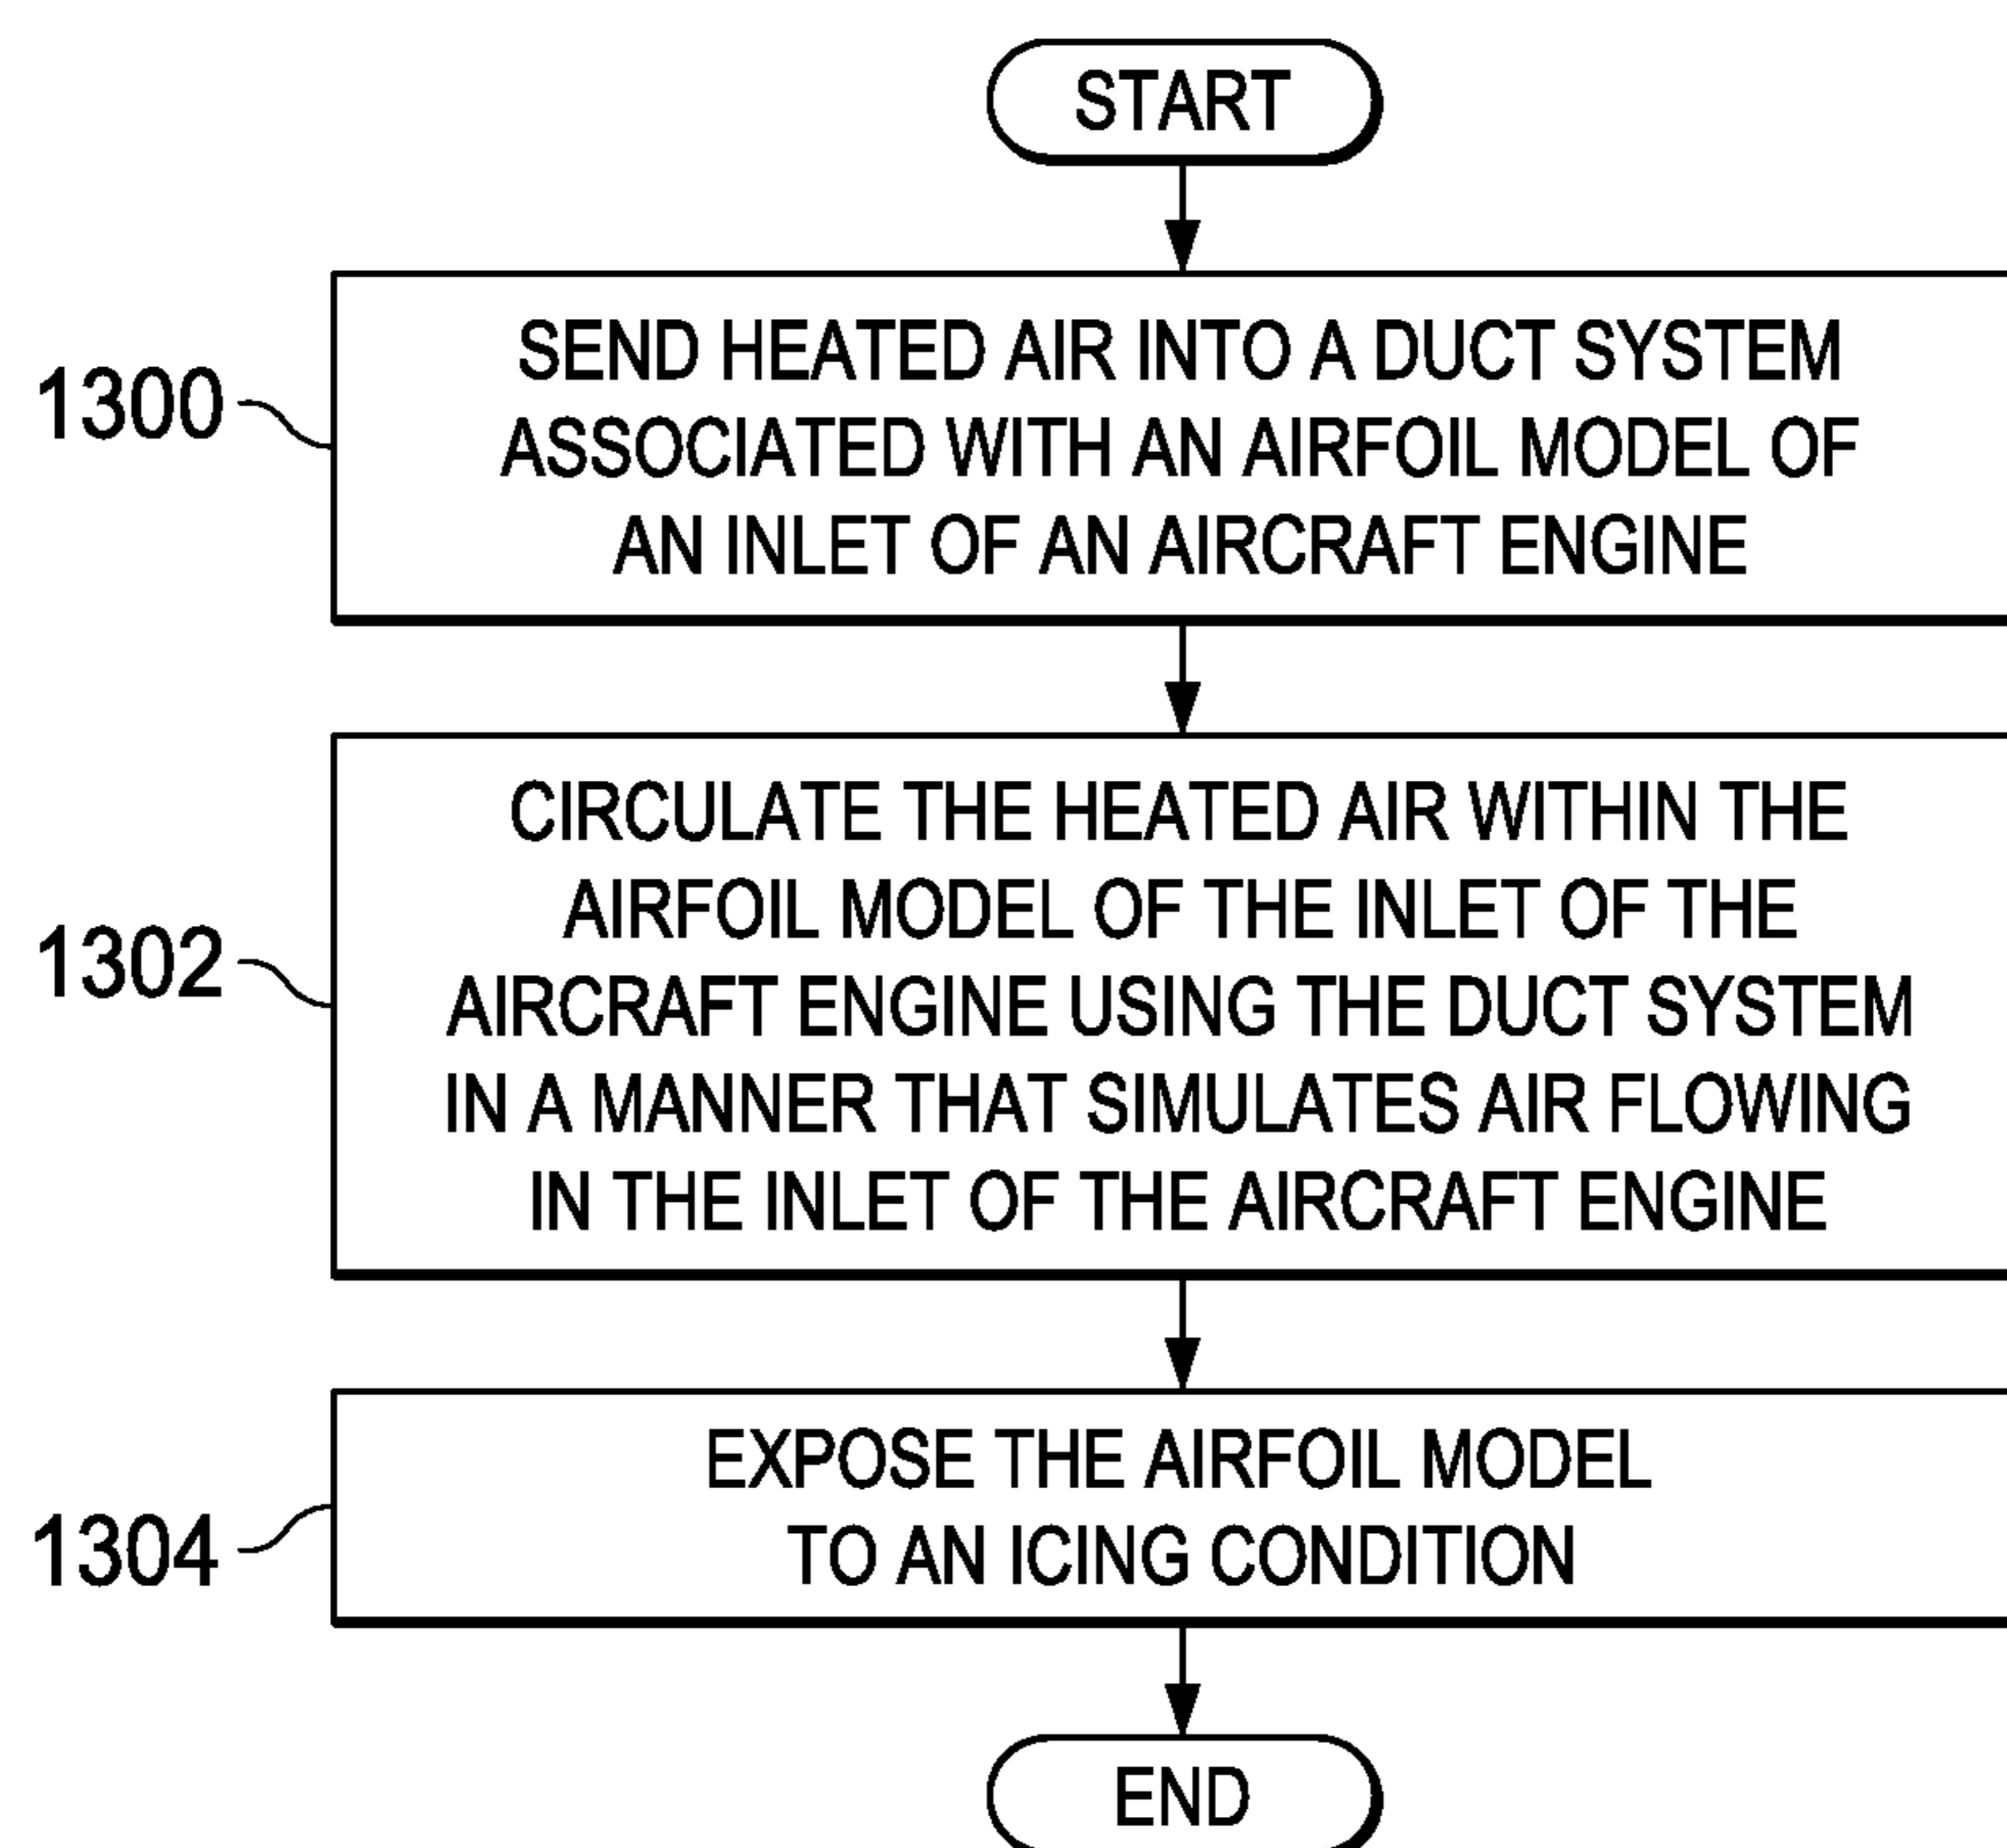 START
1300
SEND HEATED AIR INTO A DUCT SYSTEM
ASSOCIATED WITH AN AIRFOIL MODEL OF
AN INLET OF AN AIRCRAFT ENGINE
1302
CIRCULATE THE HEATED AIR WITHIN THE
AIRFOIL MODEL OF THE INLET OF THE
AIRCRAFT ENGINE USING THE DUCT SYSTEM
IN A MANNER THAT SIMULATES AIR FLOWING
IN THE INLET OF THE AIRCRAFT ENGINE
1304
EXPOSE THE AIRFOIL MODEL
TO AN ICING CONDITION
END